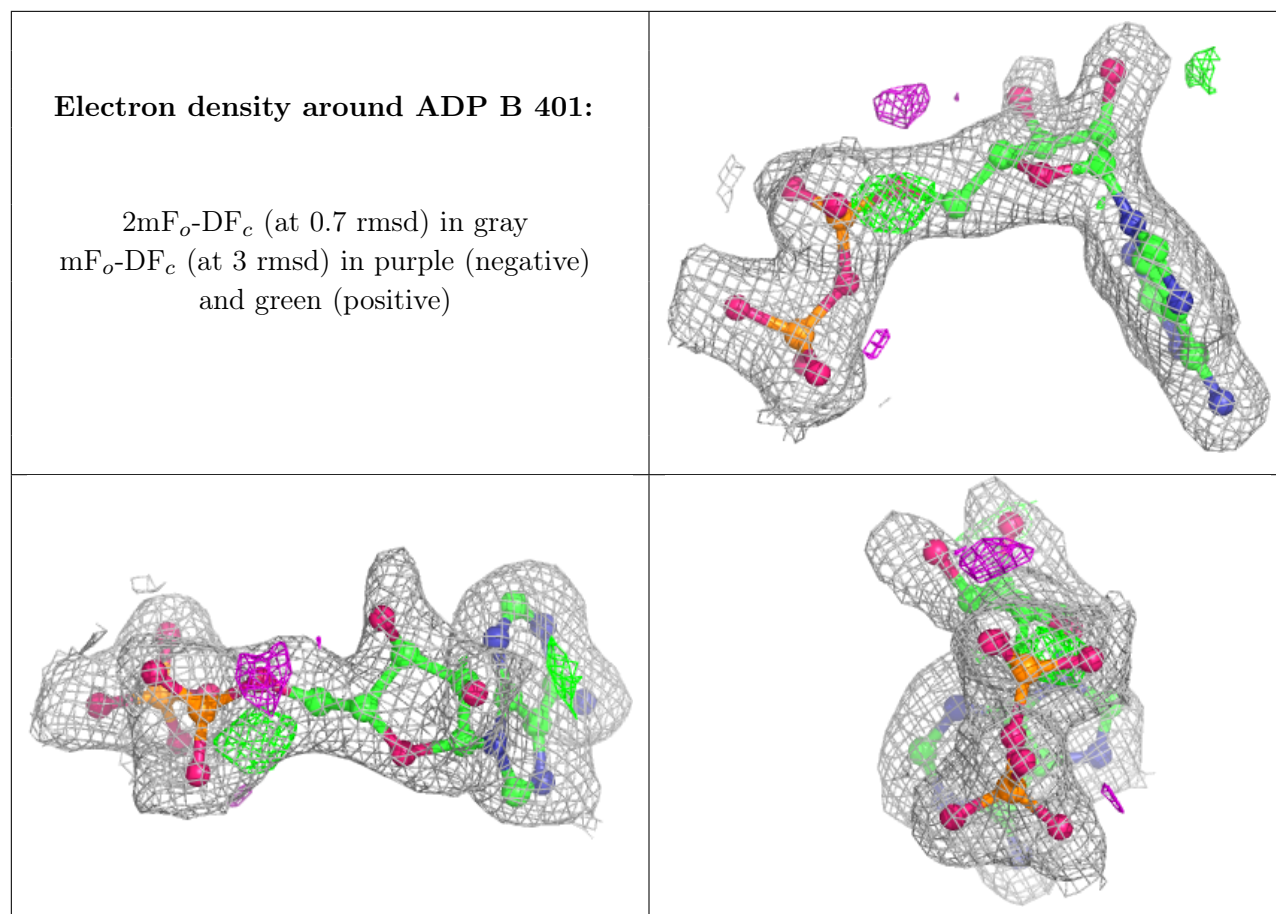 Electron density around ADP B 401:
2mFo-DFc (at 0.7 rmsd) in gray
mFo-DFc (at 3 rmsd) in purple (negative)
and green (positive)